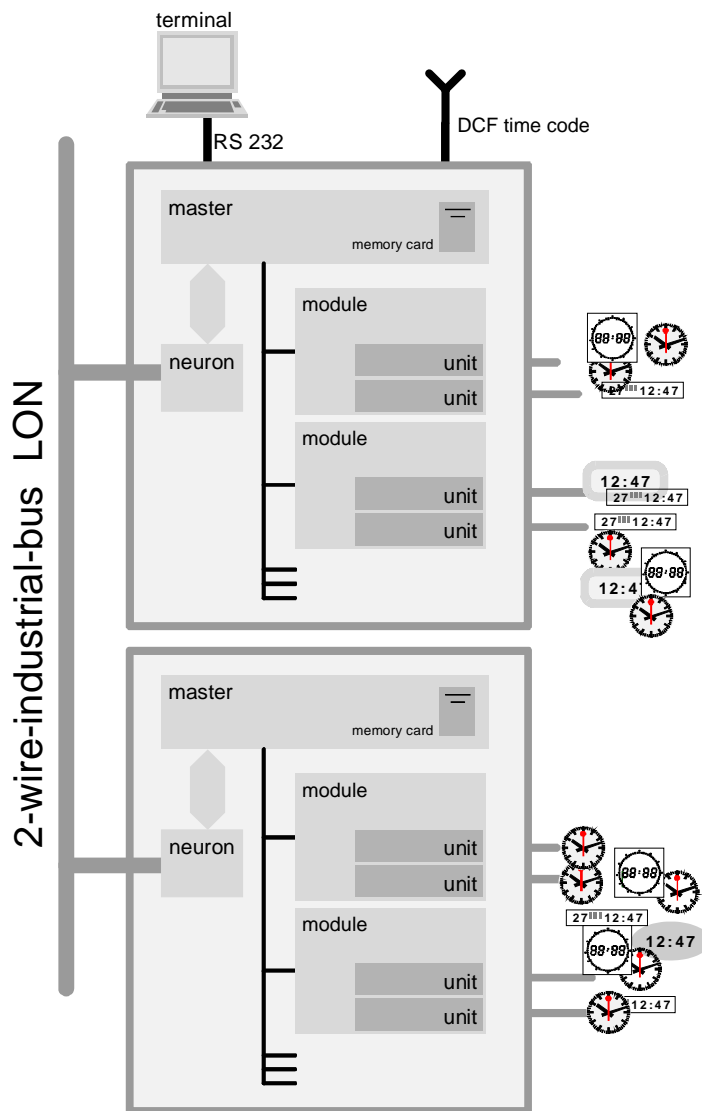 terminal
RS 232
DCF time code
2-wire-industrial-bus LON
master
memory card
module
neuron
unit
unit
module
unit
unit
88:88
27 12:47
12:47
27 12:47
27 12:47
88:88
12:4
master
memory card
module
neuron
unit
unit
module
unit
unit
88:88
27 12:47
88:88
12:47
12:47